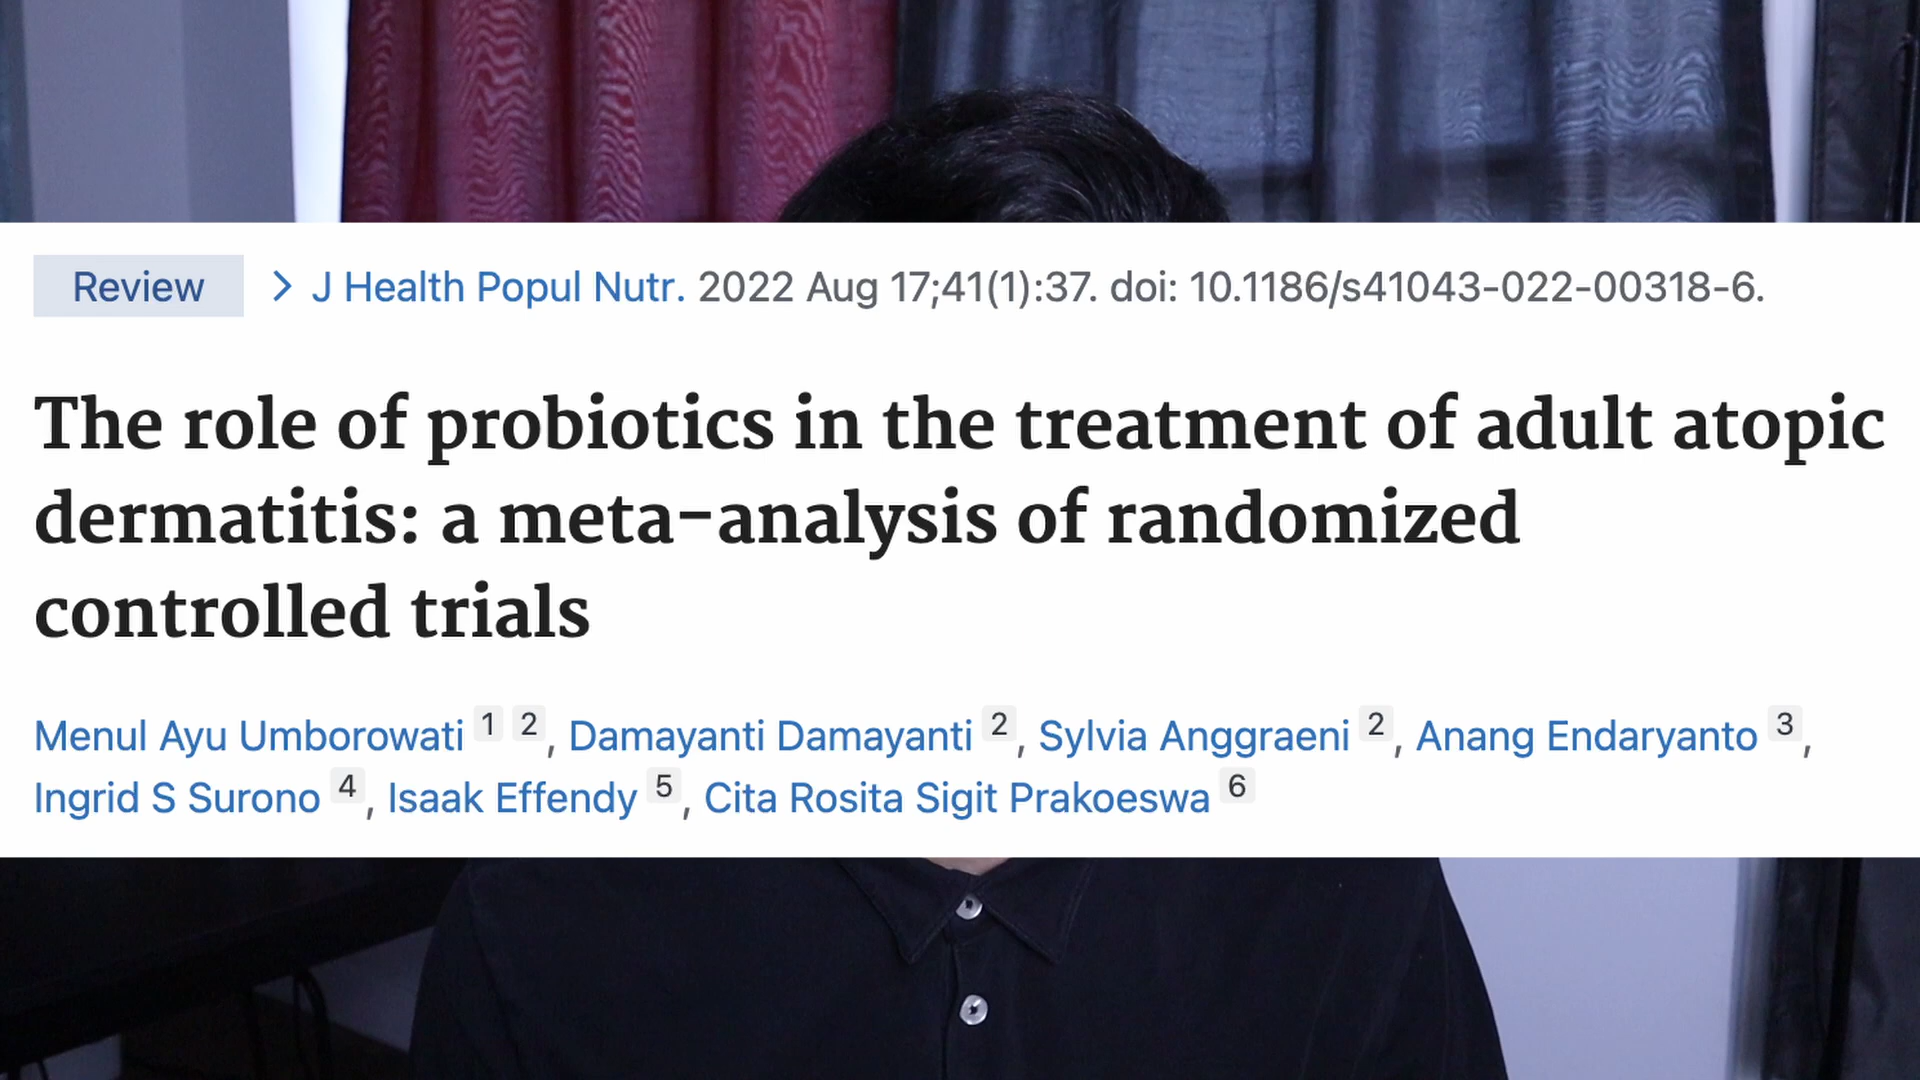 Review > J Health Popul Nutr. 2022 Aug 17;41(1):37. doi: 10.1186/s41043-022-00318-6.
The role of probiotics in the treatment of adult atopic
dermatitis: a meta-analysis of randomized
controlled trials
Menul Ayu Umborowati 1 2, Damayanti Damayanti 2, Sylvia Anggraeni 2, Anang Endaryanto 3,
Ingrid S Surono 4, Isaak Effendy 5, Cita Rosita Sigit Prakoeswa 6